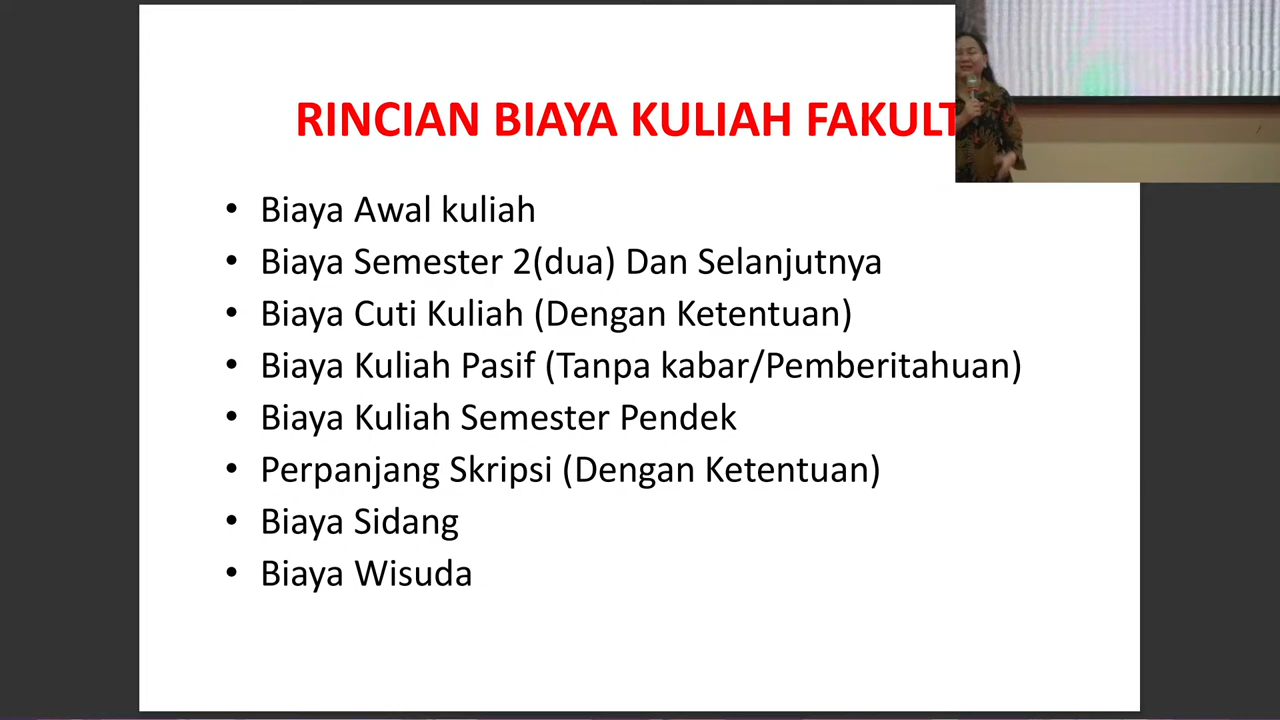 RINCIAN BIAYA KULIAH
• Biaya Awal kuliah
• Biaya Semester 2(dua) Dan Selanjutnya
• Biaya Cuti Kuliah (Dengan Ketentuan)
• Biaya Kuliah Pasif (Tanpa kabar/Pemberitahuan)
• Biaya Kuliah Semester Pendek
• Perpanjang Skripsi (Dengan Ketentuan)
• Biaya Sidang
• Biaya Wisuda